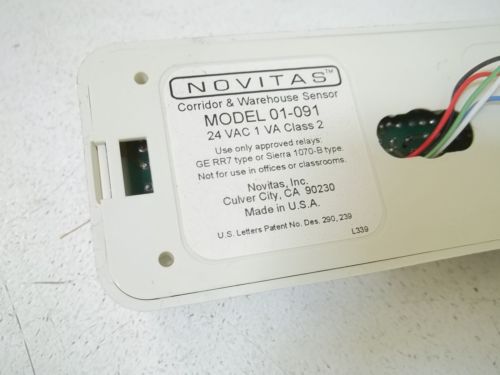 NOVITAS™
Corridor & Warehouse Sensor
MODEL 01-091
24 VAC 1 VA Class 2
Use only approved relays:
GE RR7 type or Sierra 1070-B type.
Not for use in offices or classrooms.
Novitas, Inc.
Culver City, CA 90230
Made in U.S.A.
U.S. Letters Patent No. Des. 290, 239
L339